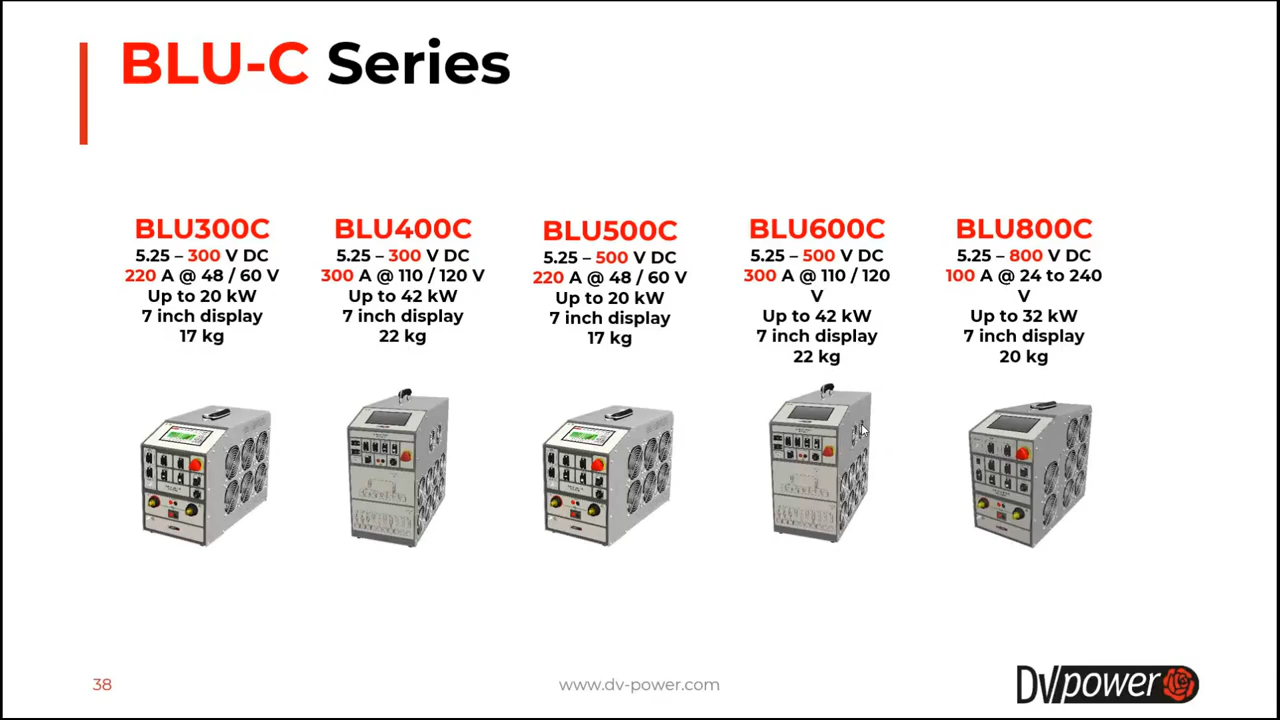 BLU-C Series
BLU300C
5.25 – 300 V DC
220 A @ 48 / 60 V
Up to 20 kW
7 inch display
17 kg
BLU400C
5.25 – 300 V DC
300 A @ 110 / 120 V
Up to 42 kW
7 inch display
22 kg
BLU500C
5.25 – 500 V DC
220 A @ 48 / 60 V
Up to 20 kW
7 inch display
17 kg
BLU600C
5.25 – 500 V DC
300 A @ 110 / 120
V
Up to 42 kW
7 inch display
22 kg
BLU800C
5.25 – 800 V DC
100 A @ 24 to 240
V
Up to 32 kW
7 inch display
20 kg
38
www.dv-power.com
DVpower